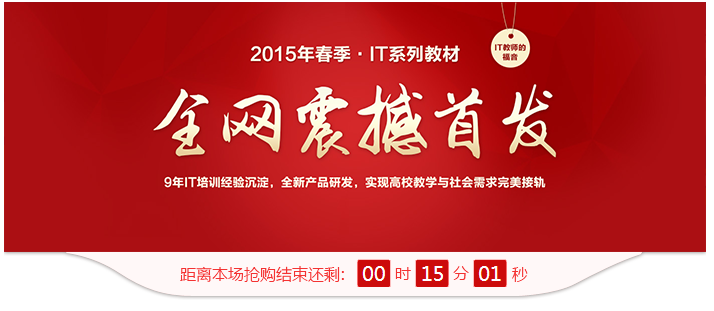 2015年春季·IT系列教材
IT教师的
福音
全网震撼首发
9年IT培训经验沉淀，全新产品研发，实现高校教学与社会需求完美接轨
距离本场抢购结束还剩： 00 时 15 分 01 秒